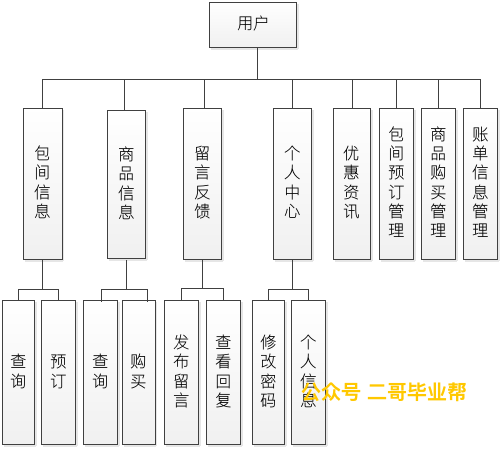 用户
包间信息
商品信息
留言反馈
个人中心
优惠资讯
包间预订管理
商品购买管理
账单信息管理
查询
预订
查询
购买
发布留言
查看回复
修改密码
个人信息
公众号 二哥毕业帮